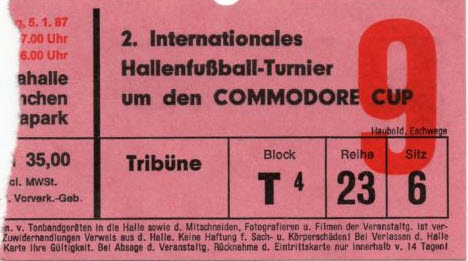 g, 5.1.87
7.00 Uhr
6.00 Uhr
ahalle
nchen
apark
2. Internationales
Hallenfußball-Turnier
um den COMMODORE CUP
9
Haubold, Eschwege
35,00
cl. MWSt.
. Vorverk.-Geb.
Tribüne
Block
T 4
Reihe
23
Sitz
6
n. v. Tonbandgeräten in die Halle sowie d. Mitschneiden, Fotografieren u. Filmen der Veranstaltg. ist ver-
Zuwiderhandlungen Verweis aus d. Halle. Keine Haftung f. Sach- u. Körperschäden! Bei Verlassen d. Halle
Karte ihre Gültigkeit. Bei Absage d. Veranstaltg. Rücknahme d. Eintrittskarte nur innerhalb v. 14 Tagen!